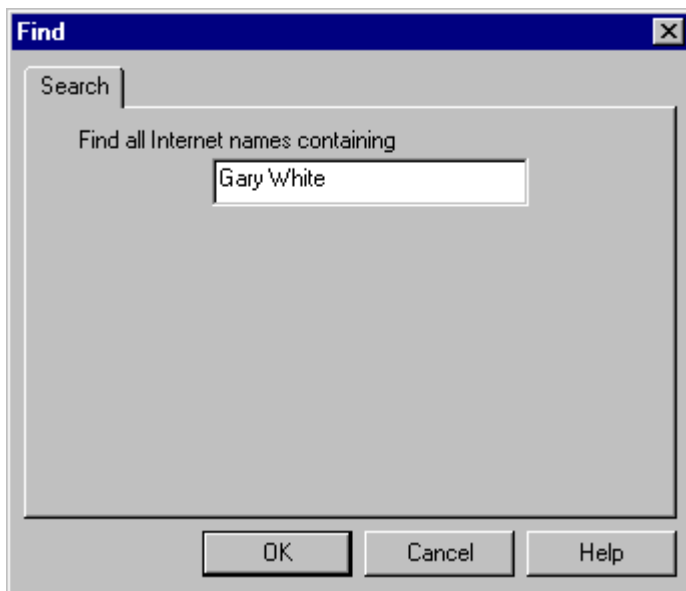 Find
Search
Find all Internet names containing
Gary White
OK
Cancel
Help